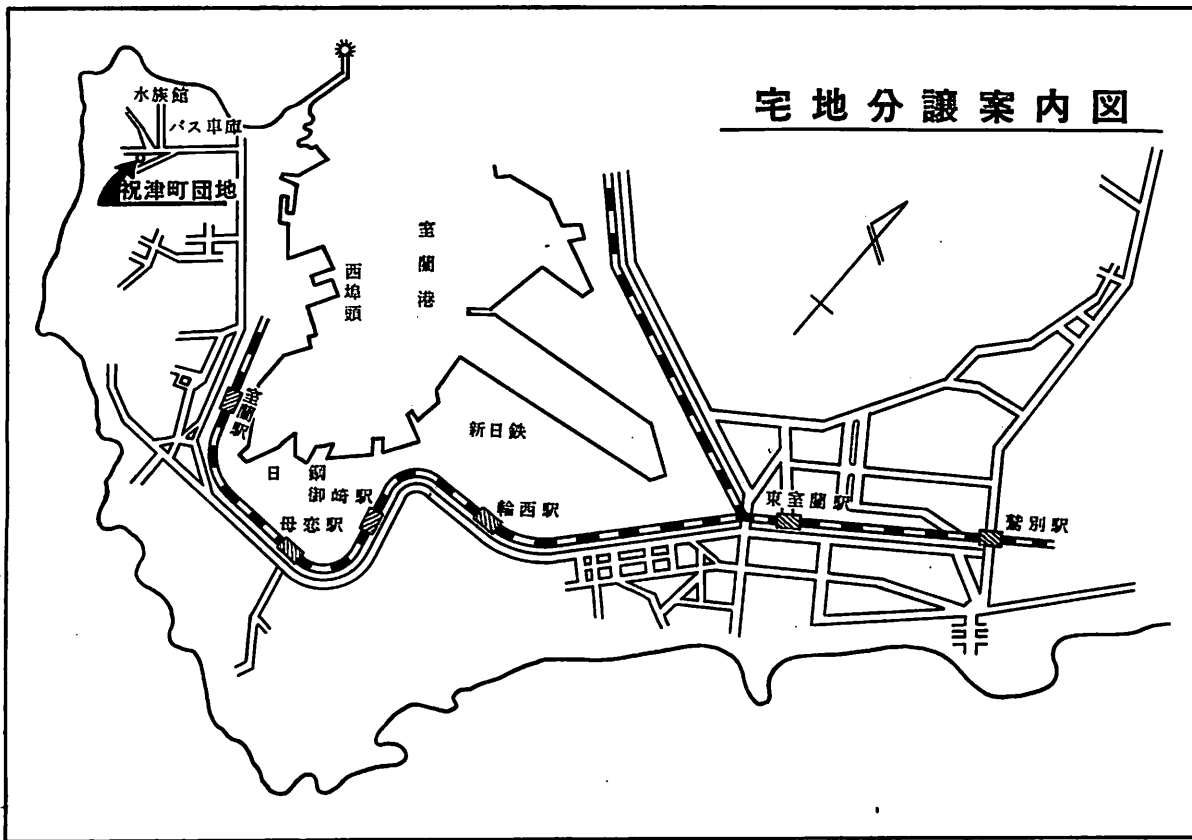 宅地分譲案内図
水族館
バス車庫
祝津町団地
室蘭港
西埠頭
室蘭駅
新日鉄
日鋼
御崎駅
母恋駅
輪西駅
東室蘭駅
鷲別駅